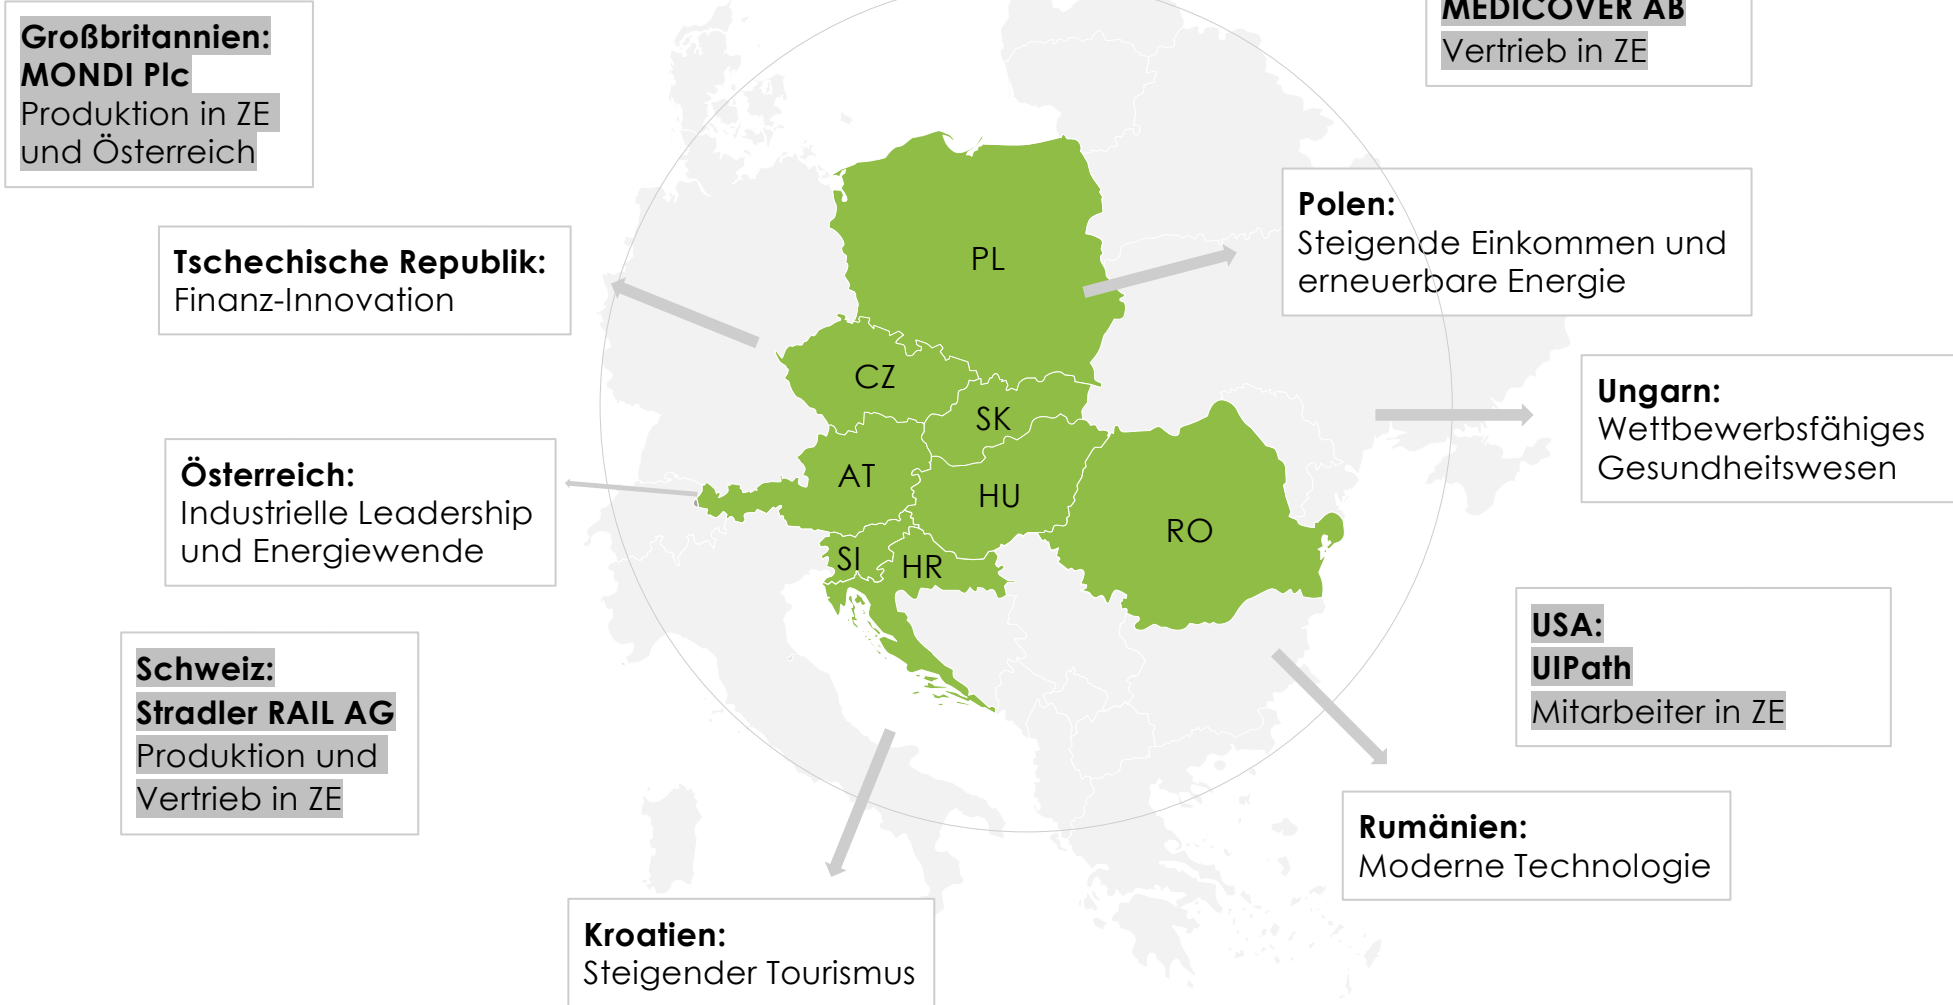 MEDICOVER AB
Vertrieb in ZE
Großbritannien:
MONDI Plc
Produktion in ZE
und Österreich
Polen:
Steigende Einkommen und
erneuerbare Energie
Tschechische Republik:
Finanz-Innovation
PL
CZ
SK
AT
HU
RO
SI
HR
Ungarn:
Wettbewerbsfähiges
Gesundheitswesen
Österreich:
Industrielle Leadership
und Energiewende
USA:
UIPath
Mitarbeiter in ZE
Schweiz:
Stradler RAIL AG
Produktion und
Vertrieb in ZE
Rumänien:
Moderne Technologie
Kroatien:
Steigender Tourismus